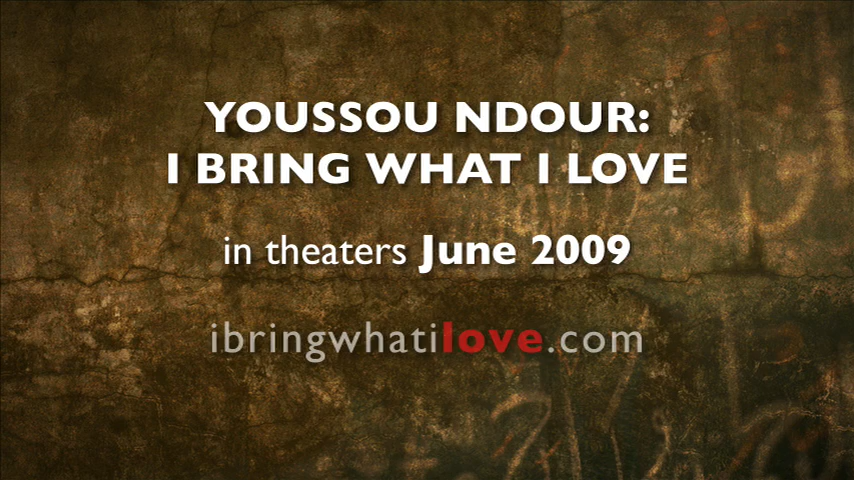 YOUSSOU NDOUR:
I BRING WHAT I LOVE
in theaters June 2009
ibringwhatilove.com